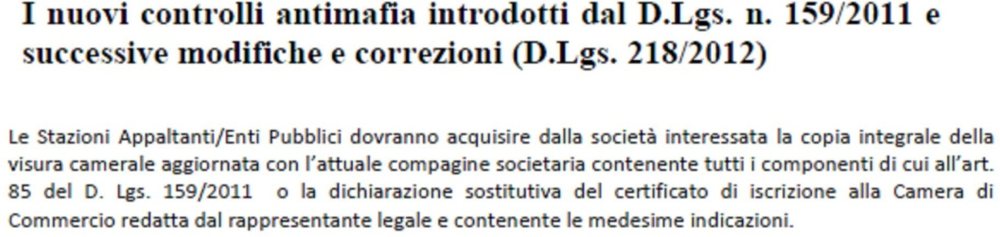 I nuovi controlli antimafia introdotti dal D.Lgs. n. 159/2011 e
successive modifiche e correzioni (D.Lgs. 218/2012)
Le Stazioni Appaltanti/Enti Pubblici dovranno acquisire dalla società interessata la copia integrale della
visura camerale aggiornata con l'attuale compagine societaria contenente tutti i componenti di cui all'art.
85 del D. Lgs. 159/2011 o la dichiarazione sostitutiva del certificato di iscrizione alla Camera di
Commercio redatta dal rappresentante legale e contenente le medesime indicazioni.